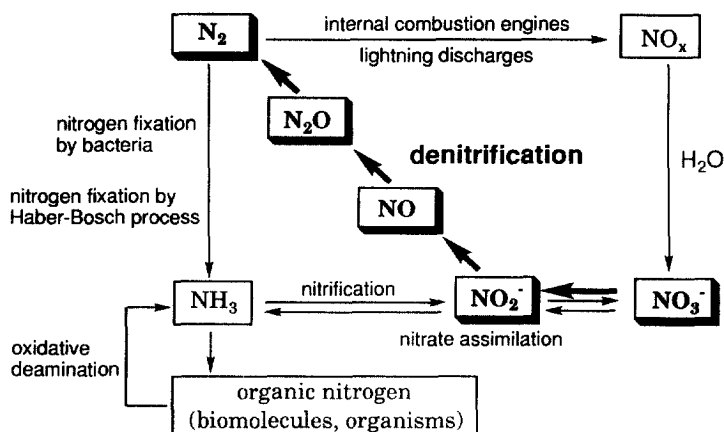 N₂
internal combustion engines
lightning discharges
NOₓ
nitrogen fixation
by bacteria
N₂O
denitrification
H₂O
nitrogen fixation by
Haber-Bosch process
NO
NH₃
nitrification
NO₂⁻
NO₃⁻
nitrate assimilation
oxidative
deamination
organic nitrogen
(biomolecules, organisms)